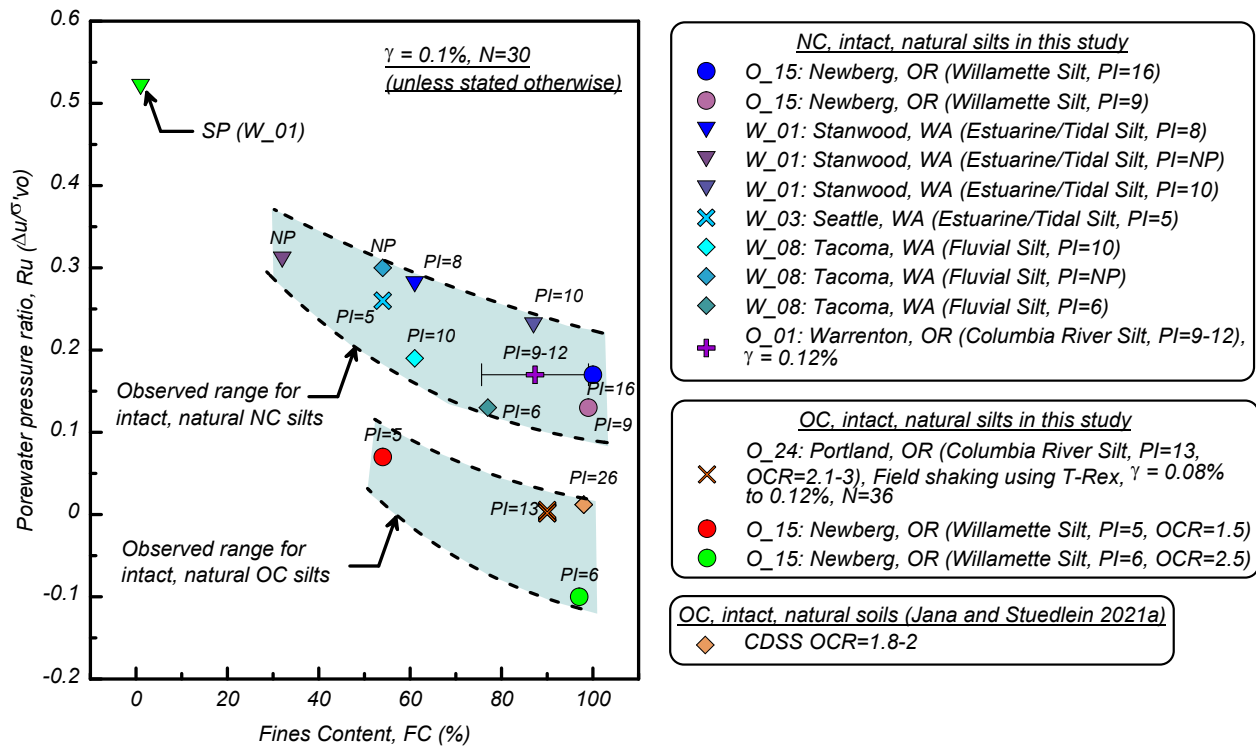 0.6
0.5
0.4
0.3
0.2
0.1
0
-0.1
-0.2
Porewater pressure ratio, Ru (Δu/σ'vo)
0
20
40
60
80
100
Fines Content, FC (%)
γ = 0.1%, N=30
(unless stated otherwise)
SP (W_01)
NP
NP
PI=8
PI=10
PI=5
PI=10
PI=9-12
PI=16
PI=6
PI=9
Observed range for
intact, natural NC silts
PI=5
PI=26
PI=13
PI=6
Observed range for
intact, natural OC silts
NC, intact, natural silts in this study
O_15: Newberg, OR (Willamette Silt, PI=16)
O_15: Newberg, OR (Willamette Silt, PI=9)
W_01: Stanwood, WA (Estuarine/Tidal Silt, PI=8)
W_01: Stanwood, WA (Estuarine/Tidal Silt, PI=NP)
W_01: Stanwood, WA (Estuarine/Tidal Silt, PI=10)
W_03: Seattle, WA (Estuarine/Tidal Silt, PI=5)
W_08: Tacoma, WA (Fluvial Silt, PI=10)
W_08: Tacoma, WA (Fluvial Silt, PI=NP)
W_08: Tacoma, WA (Fluvial Silt, PI=6)
O_01: Warrenton, OR (Columbia River Silt, PI=9-12),
γ = 0.12%
OC, intact, natural silts in this study
O_24: Portland, OR (Columbia River Silt, PI=13,
OCR=2.1-3), Field shaking using T-Rex, γ = 0.08%
to 0.12%, N=36
O_15: Newberg, OR (Willamette Silt, PI=5, OCR=1.5)
O_15: Newberg, OR (Willamette Silt, PI=6, OCR=2.5)
OC, intact, natural soils (Jana and Stuedlein 2021a)
CDSS OCR=1.8-2